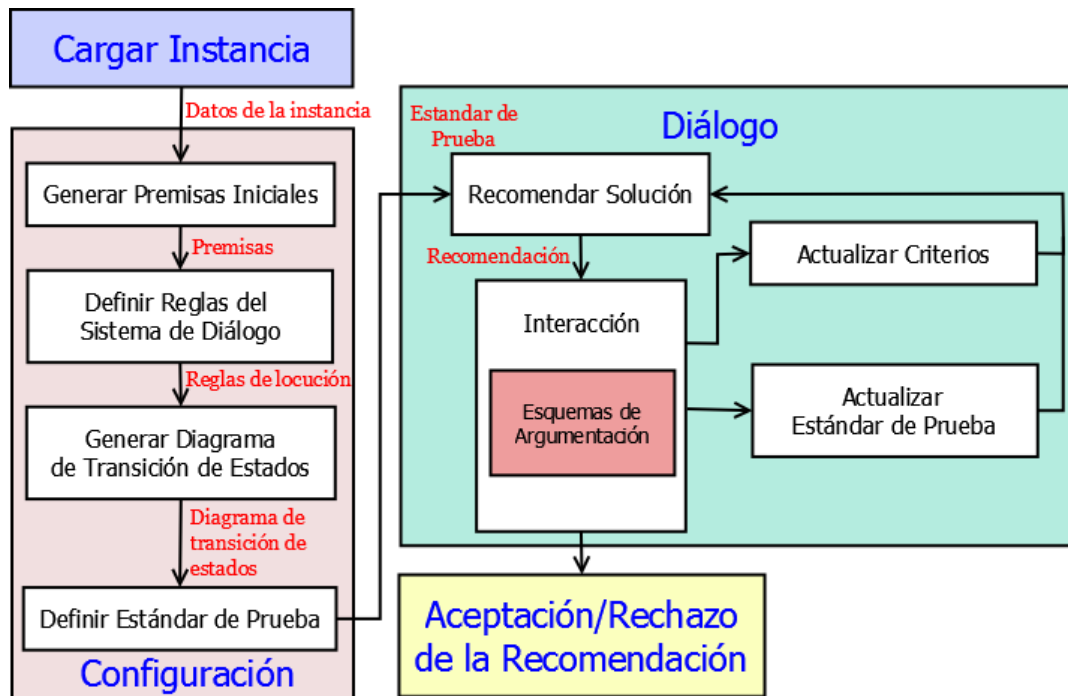 Cargar Instancia
Datos de la instancia
Generar Premisas Iniciales
Premisas
Definir Reglas del
Sistema de Diálogo
Reglas de locución
Generar Diagrama
de Transición de Estados
Diagrama de
transición de
estados
Definir Estándar de Prueba
Configuración
Estandar de
Prueba
Diálogo
Recomendar Solución
Recomendación
Interacción
Esquemas de
Argumentación
Actualizar Criterios
Actualizar
Estándar de Prueba
Aceptación/Rechazo
de la Recomendación